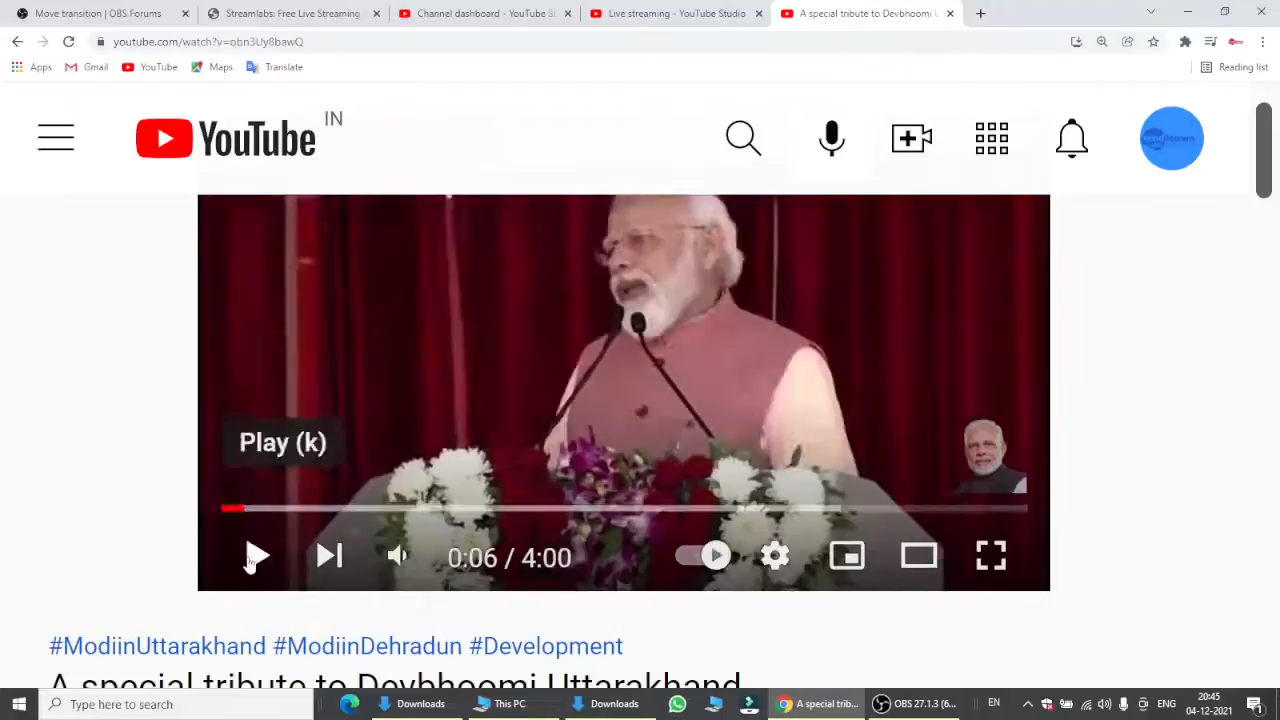 Move transition | OBS Forums
Streamlabs: Free Live Streaming
Channel dashboard - YouTube St
Live streaming - YouTube Studio
A special tribute to Devbhoomi U
youtube.com/watch?v=obn3Uy8bawQ
Apps Gmail YouTube Maps Translate Reading list
YouTube IN
Play (k)
0:06 / 4:00
#ModiinUttarakhand #ModiinDehradun #Development
A special tribute to Devbhoomi Uttarakhand
Type here to search
Downloads
This PC
Downloads
A special trib...
OBS 27.1.3 (6...
EN
ENG
20:45
04-12-2021